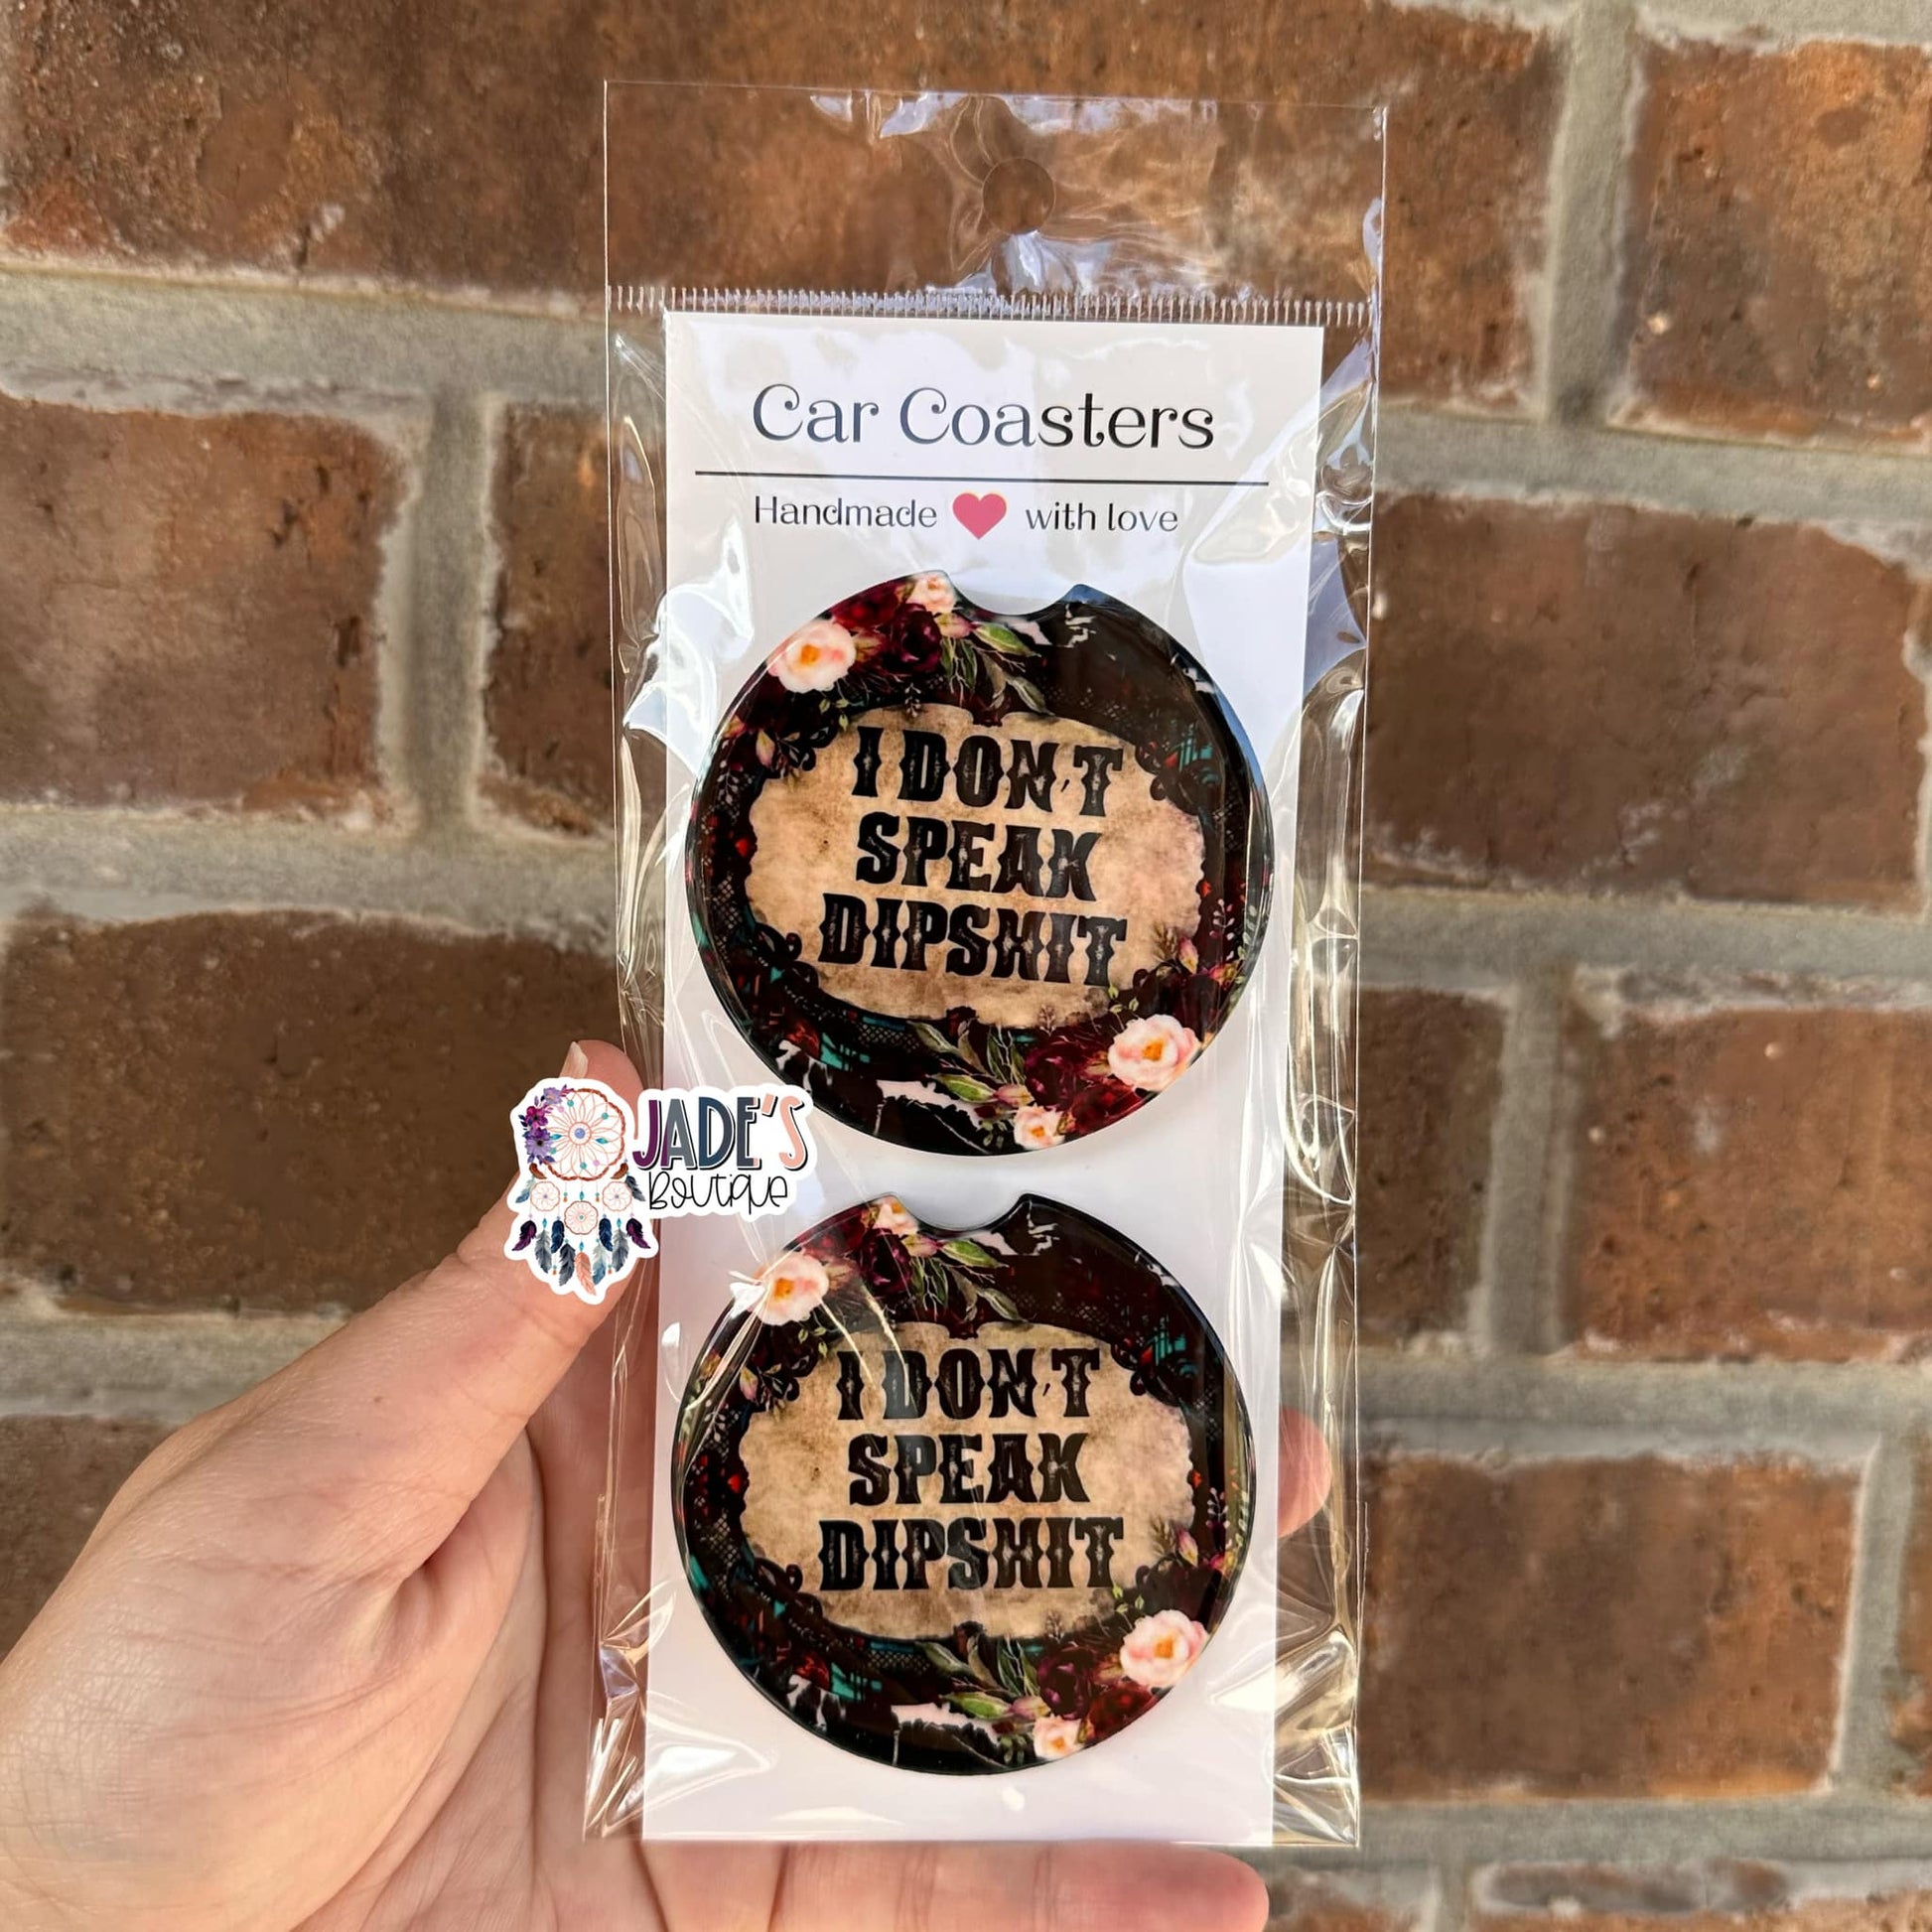 Car Coasters
Handmade with love
I DON'T
SPEAK
DIPSHIT
JADE'S
Boutique
I DON'T
SPEAK
DIPSHIT